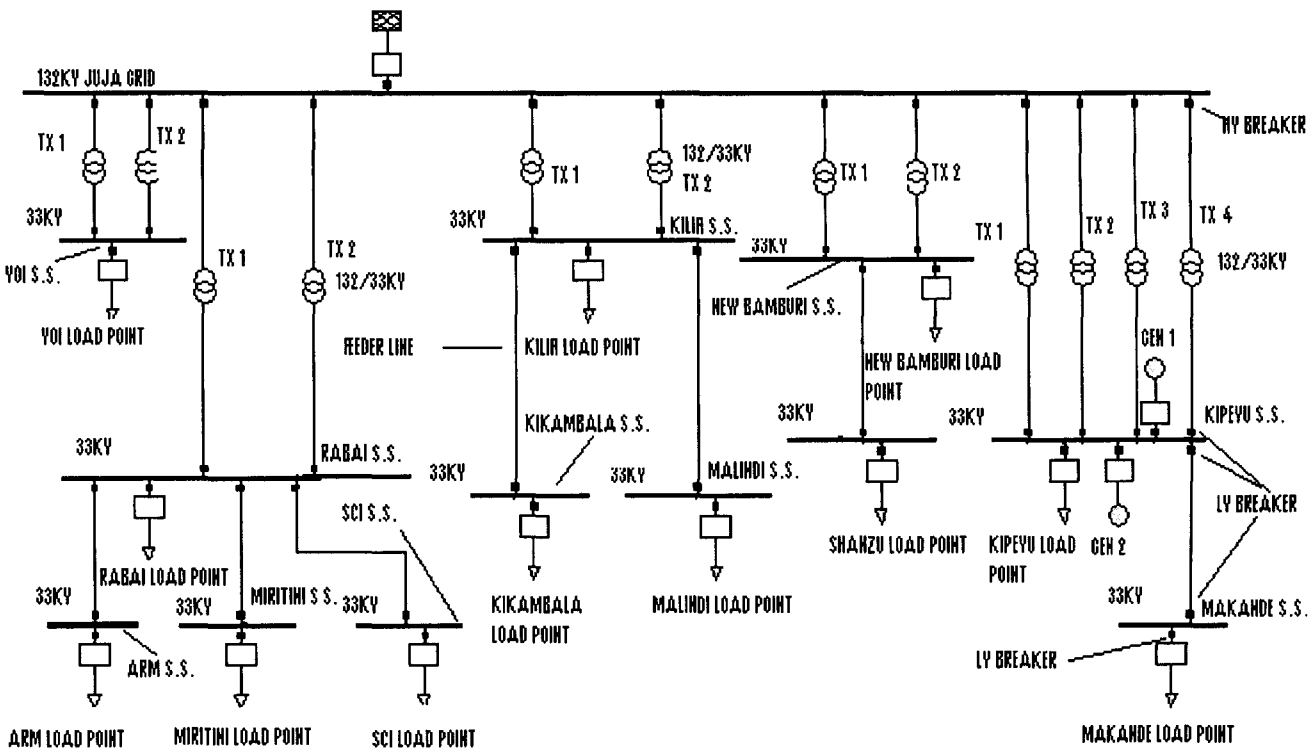 132KV JUJA GRID
HV BREAKER
TX 1
TX 2
TX 1
132/33KV
TX 2
TX 1
TX 2
TX 3
TX 4
TX 1
TX 2
132/33KV
33KV
33KV
KILIFI S.S.
33KV
VOI S.S.
TX 1
TX 2
132/33KV
NEW BAMBURI S.S.
VOI LOAD POINT
FEEDER LINE
KILIFI LOAD POINT
NEW BAMBURI LOAD
POINT
GEN 1
33KV
RABAI S.S.
KIKAMBALA S.S.
33KV
33KV
KIPEVU S.S.
33KV
33KV
MALINDI S.S.
LV BREAKER
SCI S.S.
SHANZU LOAD POINT
KIPEVU LOAD
POINT
GEN 2
RABAI LOAD POINT
33KV
MIRITINI S.S.
33KV
33KV
KIKAMBALA
LOAD POINT
MALINDI LOAD POINT
33KV
MAKANDE S.S.
ARM S.S.
LV BREAKER
ARM LOAD POINT
MIRITINI LOAD POINT
SCI LOAD POINT
MAKANDE LOAD POINT